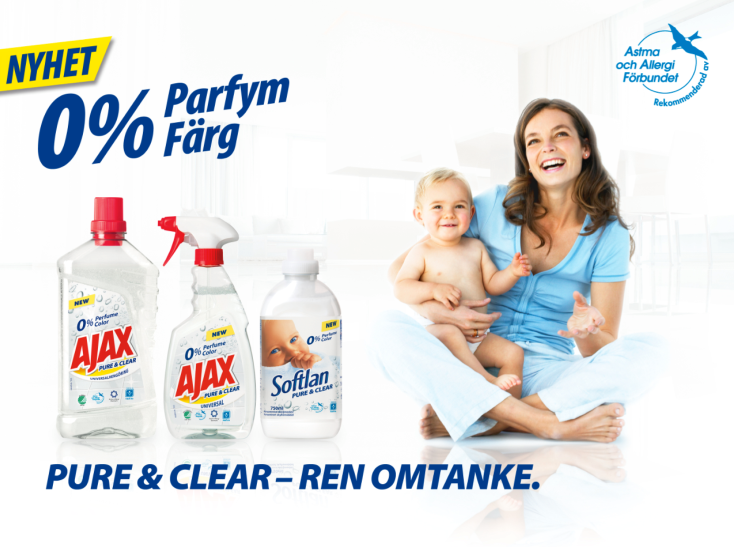 NYHET
0% Parfym
Färg
Astma
och Allergi
Förbundet
Rekommenderad av
NEW
0% Perfume
Color
AJAX
PURE & CLEAR
NEW
0% Perfume
Color
AJAX
PURE & CLEAR
UNIVERSAL
NEW
0% Perfume
Color
Softlan
PURE & CLEAR
PURE & CLEAR – REN OMTANKE.